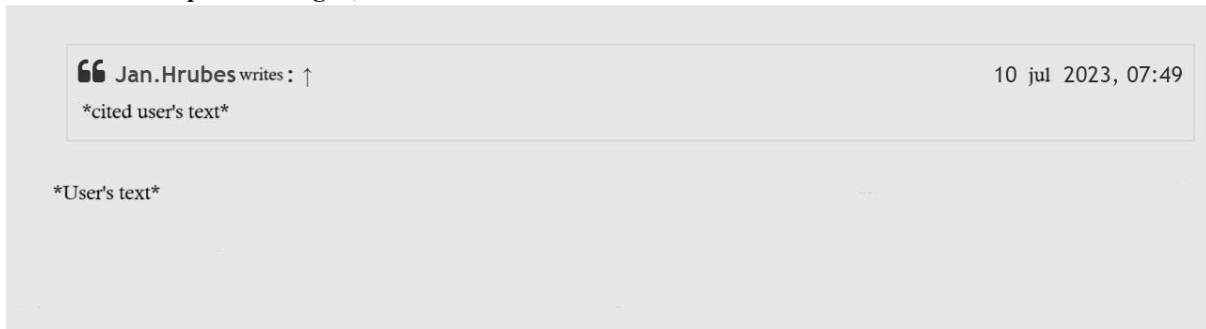 Jan.Hrubes writes: ↑ 10 jul 2023, 07:49
*cited user's text*
*User's text*